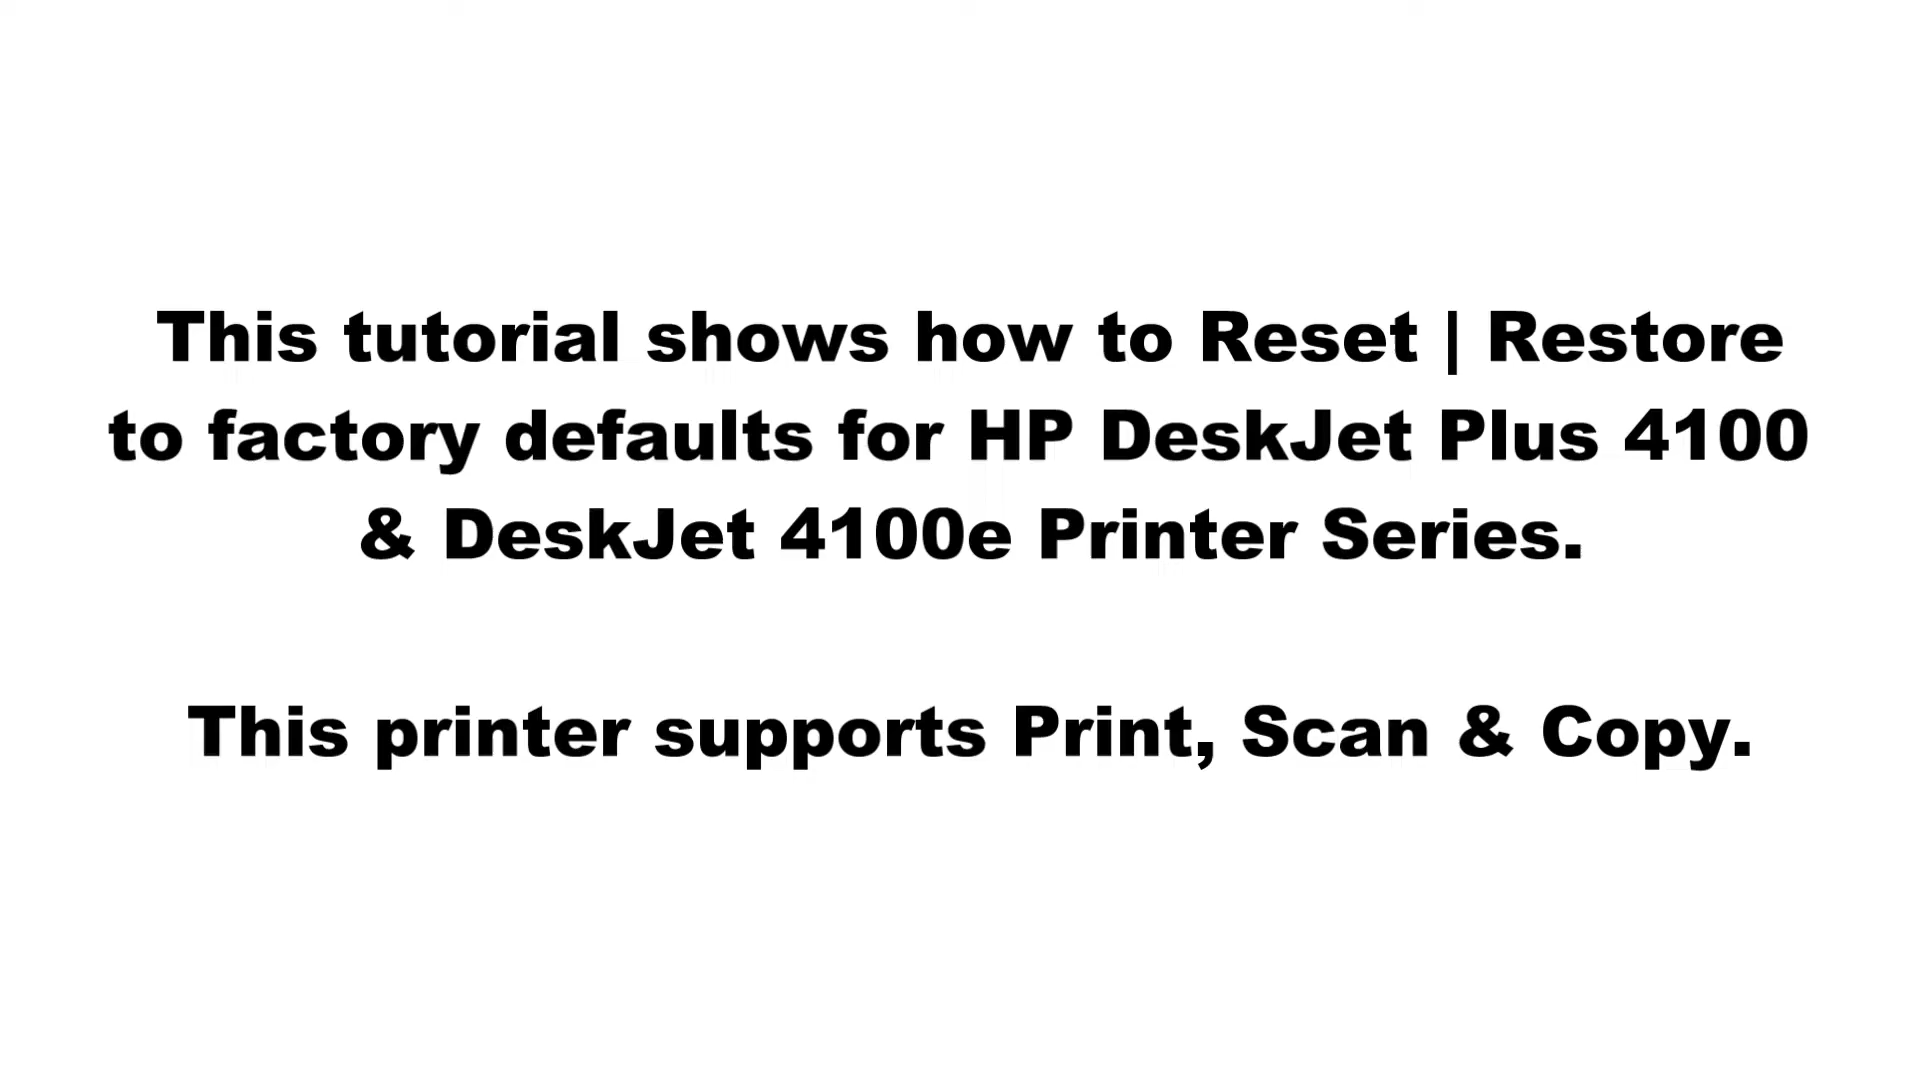 This tutorial shows how to Reset | Restore
to factory defaults for HP DeskJet Plus 4100
& DeskJet 4100e Printer Series.
This printer supports Print, Scan & Copy.